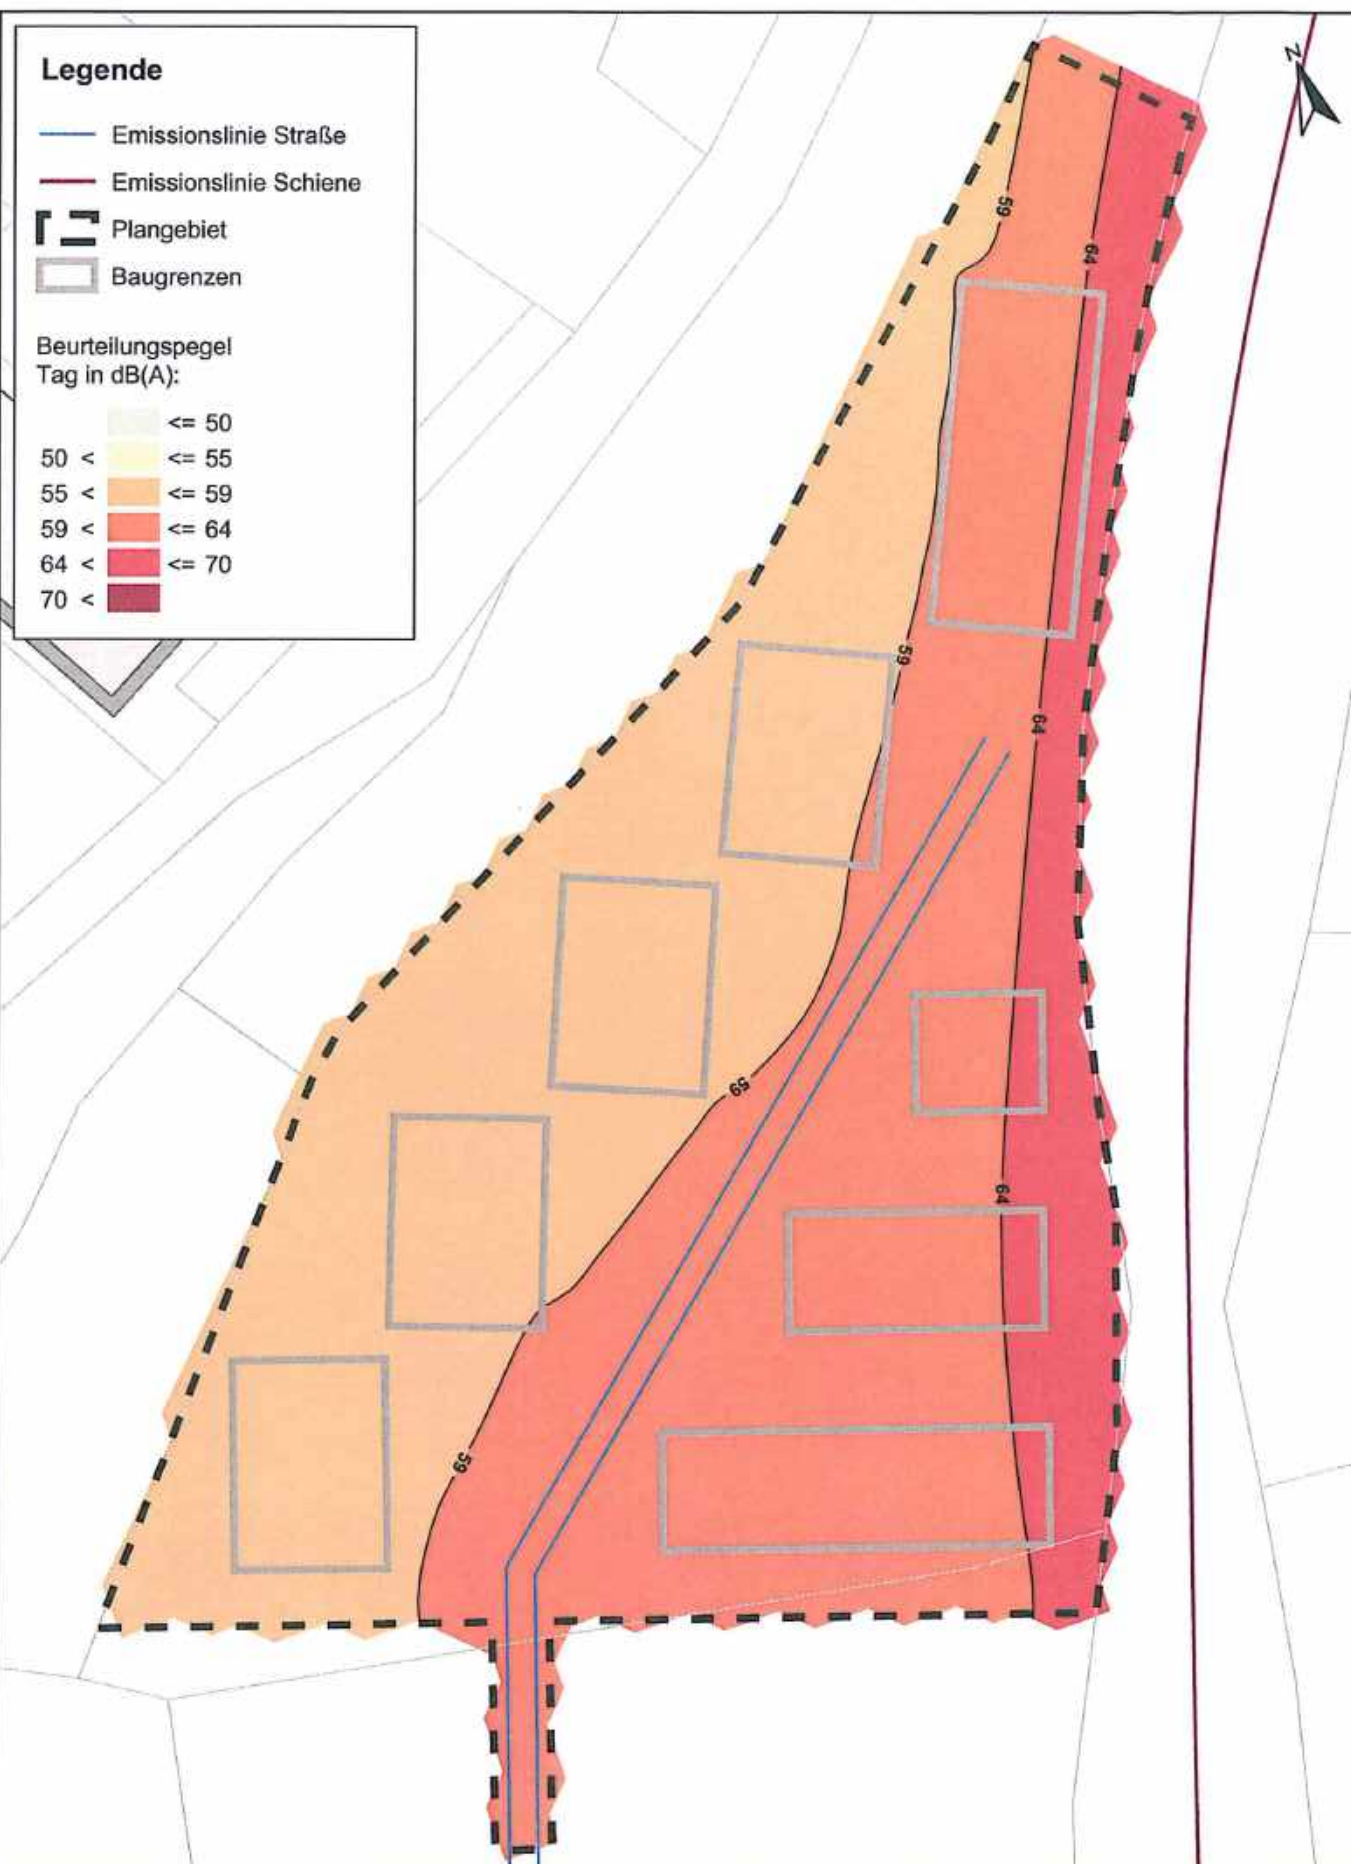 Legende
Emissionslinie Straße
Emissionslinie Schiene
Plangebiet
Baugrenzen
Beurteilungspegel
Tag in dB(A):
<= 50
50 < <= 55
55 < <= 59
59 < <= 64
64 < <= 70
70 <
N
59
64
59
64
59
64
59